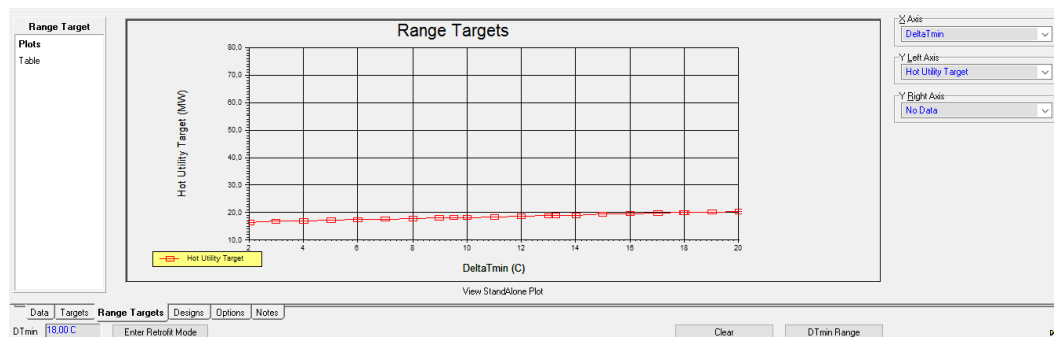 Range Target
Plots
Table
Range Targets
Hot Utility Target (MW)
80,0
70,0
60,0
50,0
40,0
30,0
20,0
10,0
2 4 6 8 10 12 14 16 18 20
Hot Utility Target
DeltaTmin (C)
View StandAlone Plot
X Axis
DeltaTmin
Y Left Axis
Hot Utility Target
Y Right Axis
No Data
Data Targets Range Targets Designs Options Notes
DTmin 18,00 C Enter Retrofit Mode Clear DTmin Range